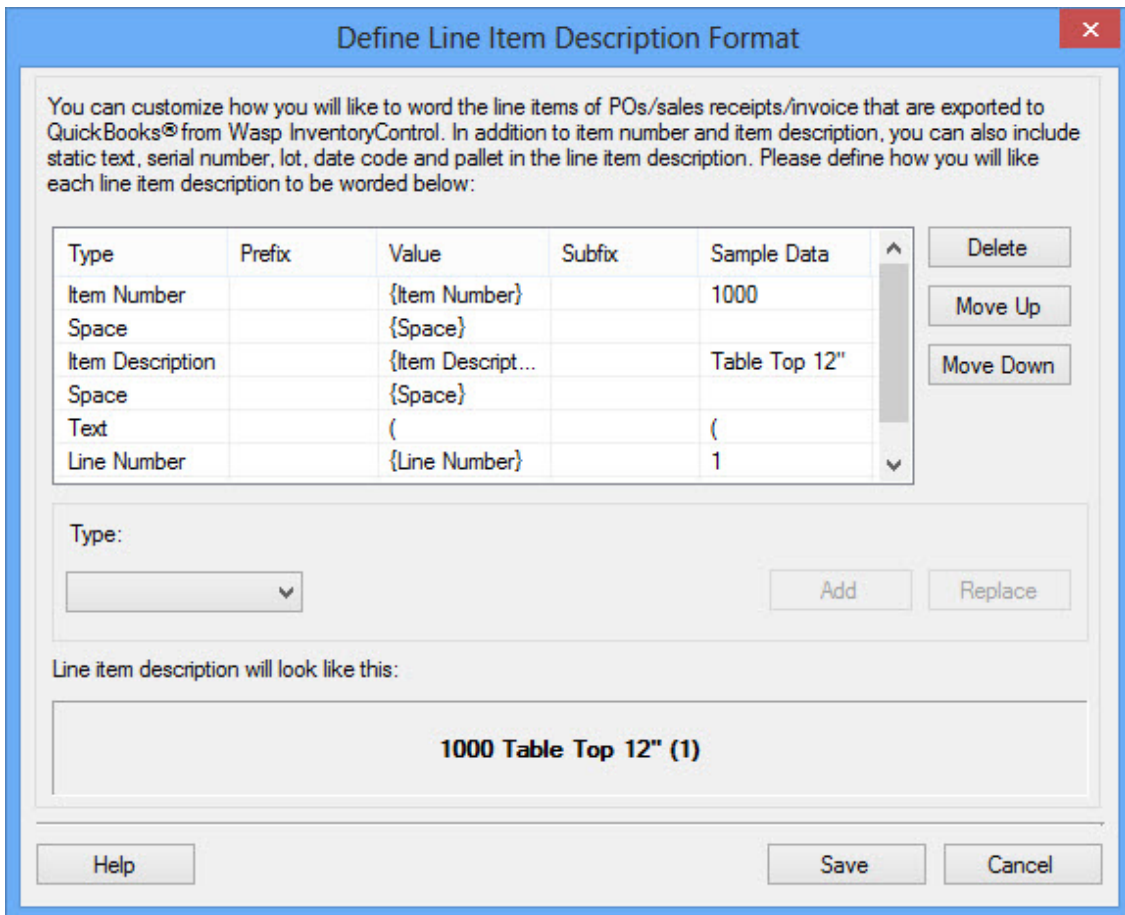 Define Line Item Description Format
You can customize how you will like to word the line items of POs/sales receipts/invoice that are exported to
QuickBooks® from Wasp InventoryControl. In addition to item number and item description, you can also include
static text, serial number, lot, date code and pallet in the line item description. Please define how you will like
each line item description to be worded below:
Type Prefix Value Subfix Sample Data
Item Number {Item Number} 1000
Space {Space}
Item Description {Item Descript... Table Top 12"
Space {Space}
Text ( (
Line Number {Line Number} 1
Delete
Move Up
Move Down
Type:
Add Replace
Line item description will look like this:
1000 Table Top 12" (1)
Help Save Cancel